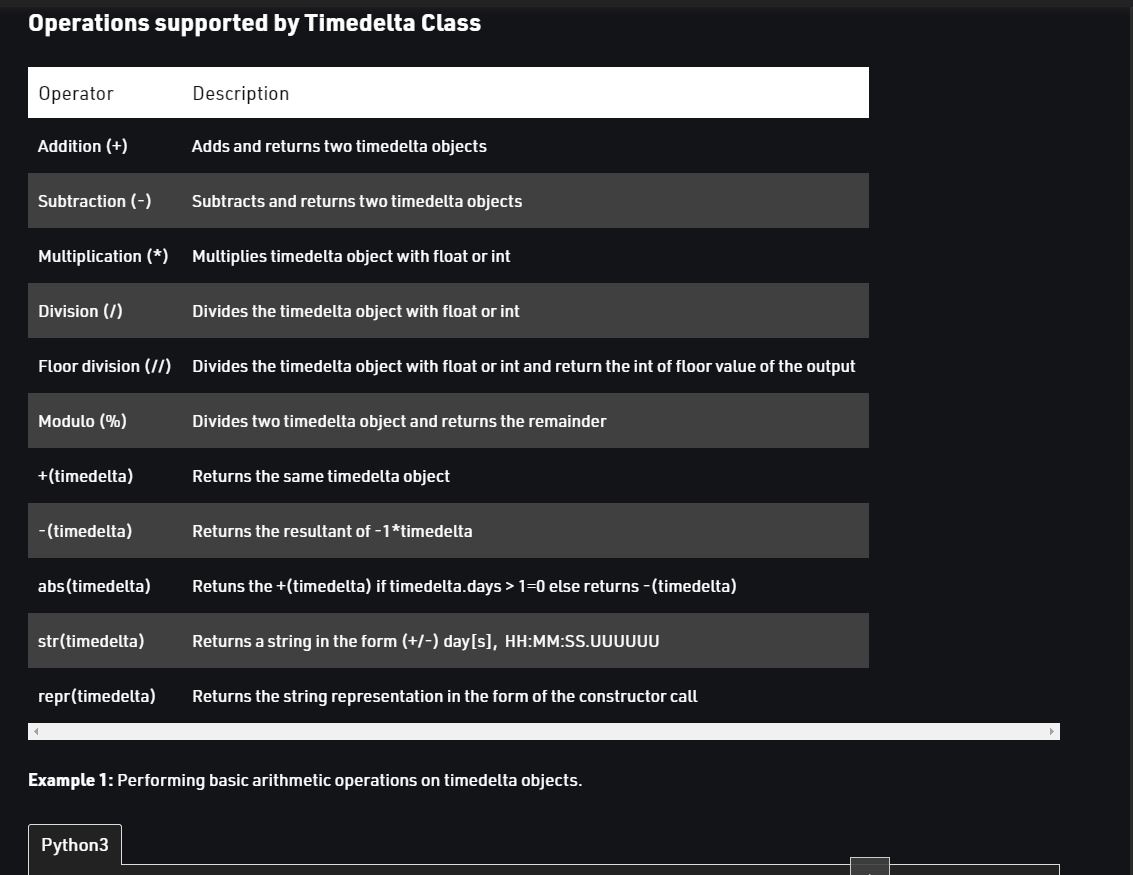 Operations supported by Timedelta Class
Operator Description
Addition (+) Adds and returns two timedelta objects
Subtraction (-) Subtracts and returns two timedelta objects
Multiplication (*) Multiplies timedelta object with float or int
Division (/) Divides the timedelta object with float or int
Floor division (//) Divides the timedelta object with float or int and return the int of floor value of the output
Modulo (%) Divides two timedelta object and returns the remainder
+(timedelta) Returns the same timedelta object
-(timedelta) Returns the resultant of -1*timedelta
abs(timedelta) Retuns the +(timedelta) if timedelta.days > 1=0 else returns -(timedelta)
str(timedelta) Returns a string in the form (+/-) day[s], HH:MM:SS.UUUUUU
repr(timedelta) Returns the string representation in the form of the constructor call
Example 1: Performing basic arithmetic operations on timedelta objects.
Python3